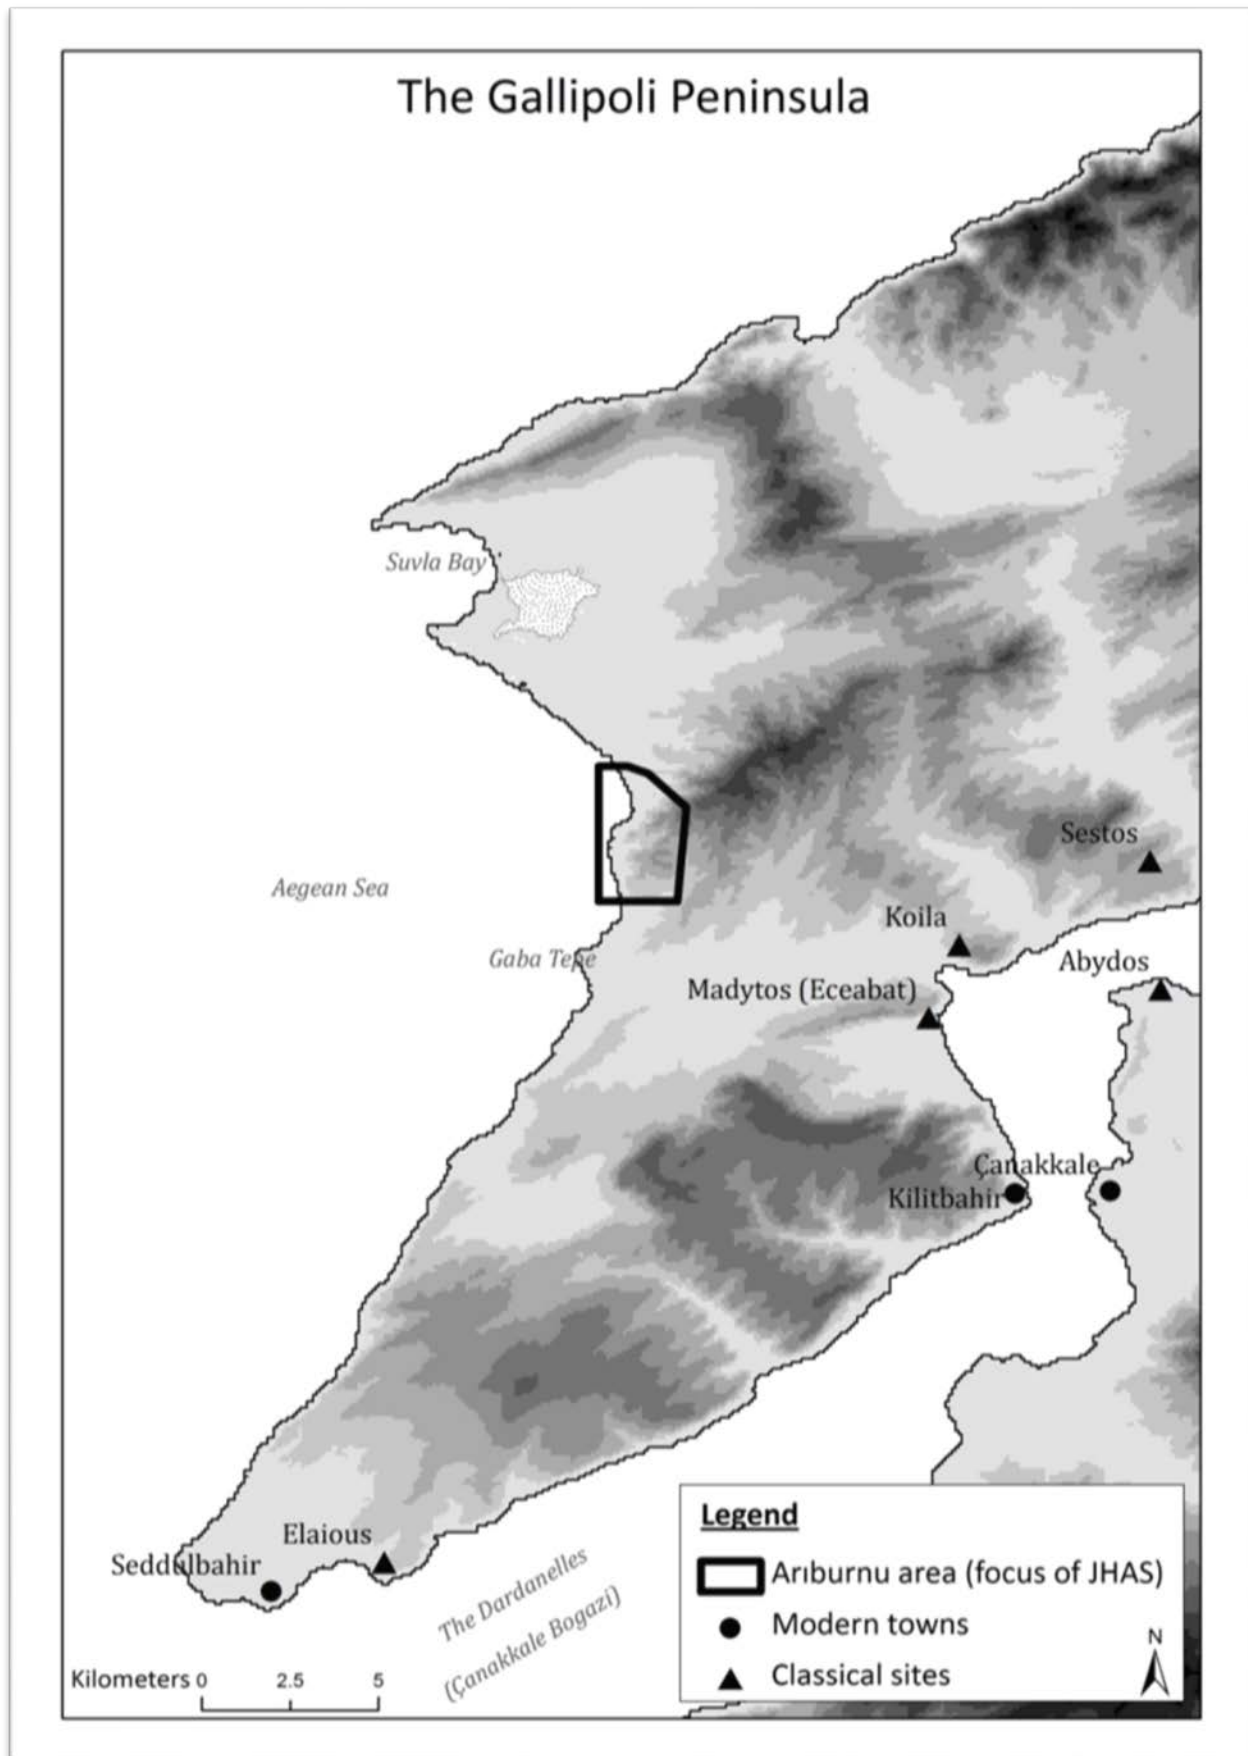 The Gallipoli Peninsula
Suvla Bay
Sestos
Aegean Sea
Koila
Gaba Tepe
Abydos
Madytos (Eceabat)
Çanakkale
Kilitbahir
Elaious
Seddulbahir
The Dardanelles
(Çanakkale Bogazi)
Legend
Arıburnu area (focus of JHAS)
Modern towns
Classical sites
N
Kilometers 0 2.5 5